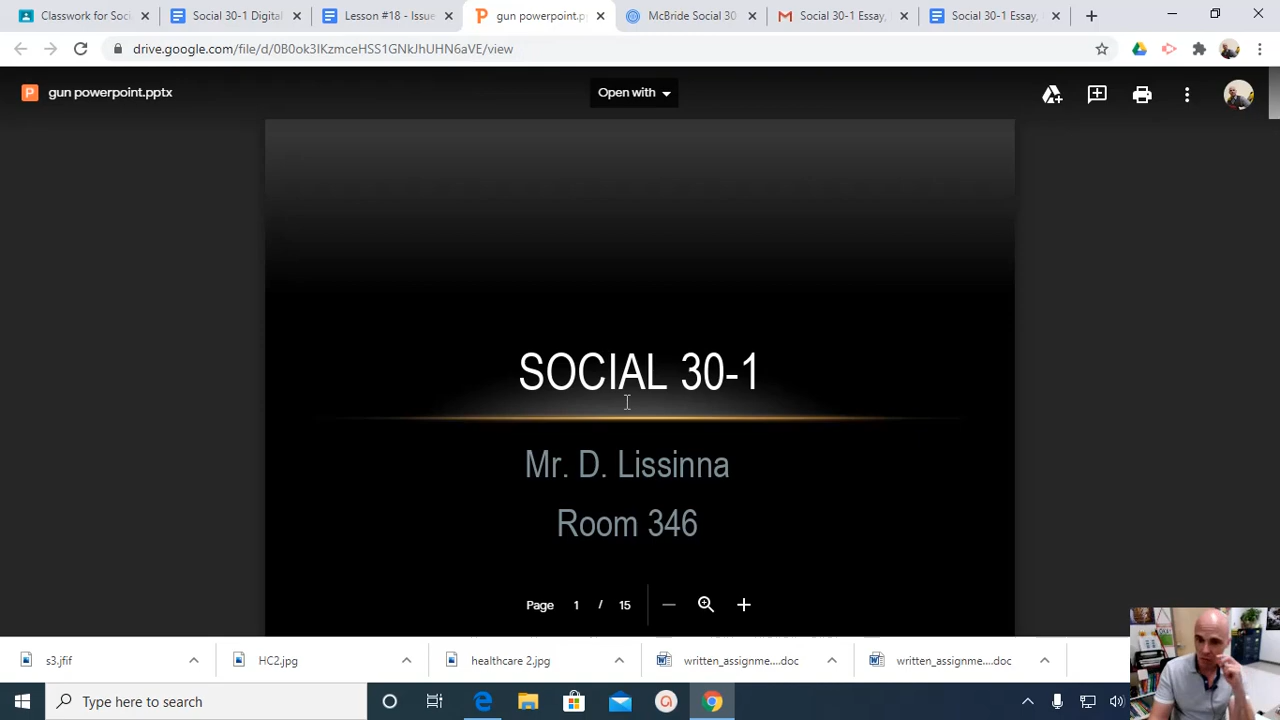 Classwork for Soci
Social 30-1 Digital
Lesson #18 - Issue
gun powerpoint.p
McBride Social 30
Social 30-1 Essay,
Social 30-1 Essay,
drive.google.com/file/d/0B0ok3IKzmceHSS1GNkJhUHN6aVE/view
P gun powerpoint.pptx
Open with
SOCIAL 30-1
Mr. D. Lissinna
Room 346
Page 1 / 15
s3.jfif
HC2.jpg
healthcare 2.jpg
written_assignme....doc
written_assignme....doc
Type here to search